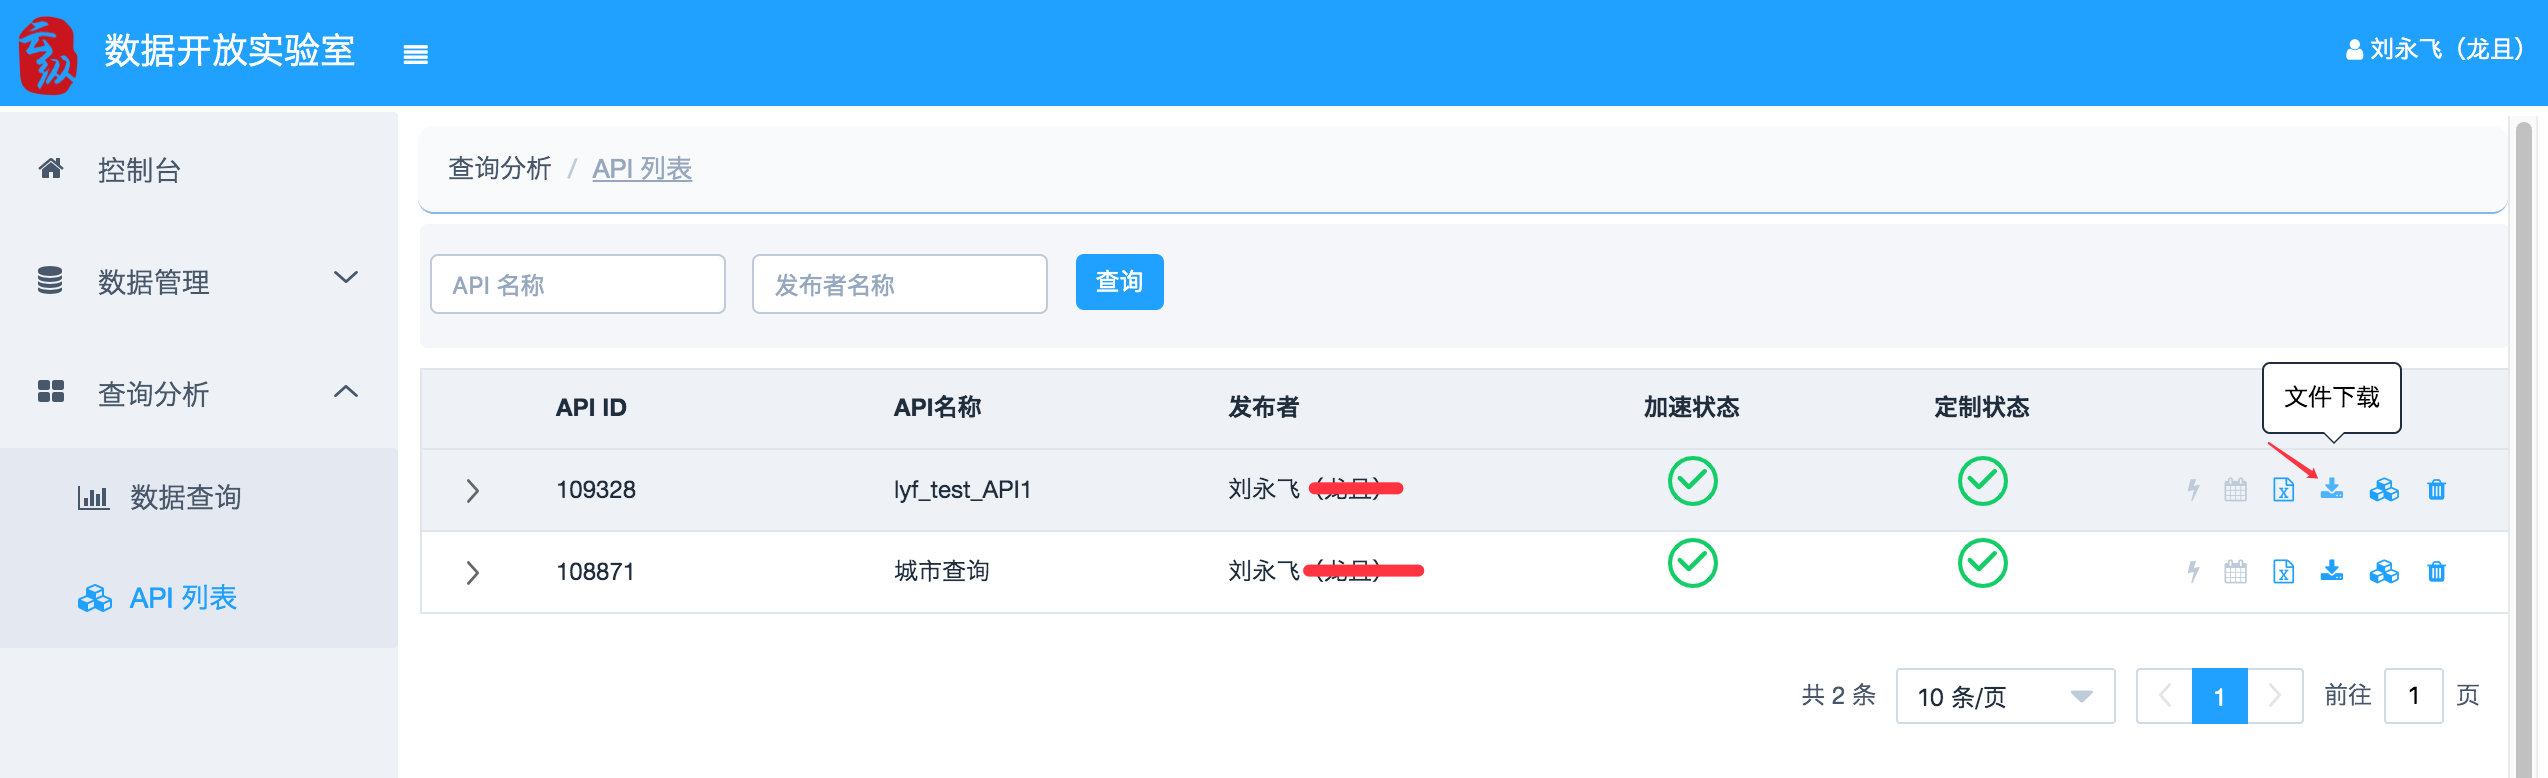 云纵
数据开放实验室
刘永飞（龙且）
控制台
数据管理
查询分析
数据查询
API 列表
查询分析 / API 列表
API 名称
发布者名称
查询
文件下载
API ID API名称 发布者 加速状态 定制状态
109328 lyf_test_API1 刘永飞
108871 城市查询 刘永飞
共 2 条 10 条/页 1 前往 1 页